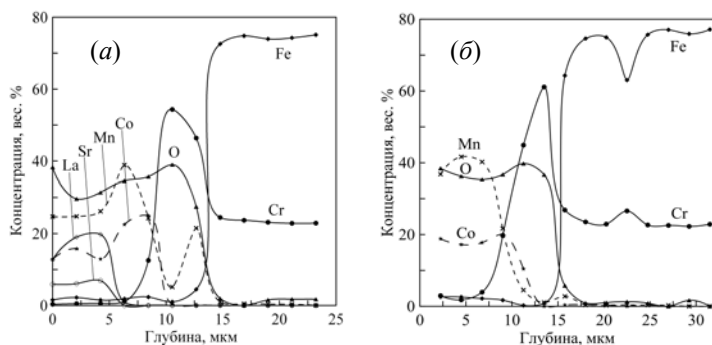 (а)
Концентрация, вес. %
80
60
40
20
0
La
Sr
Mn
Co
O
Fe
Cr
0 5 10 15 20 25
Глубина, мкм
(б)
Концентрация, вес. %
80
60
40
20
0
Mn
O
Co
Fe
Cr
5 10 15 20 25 30
Глубина, мкм